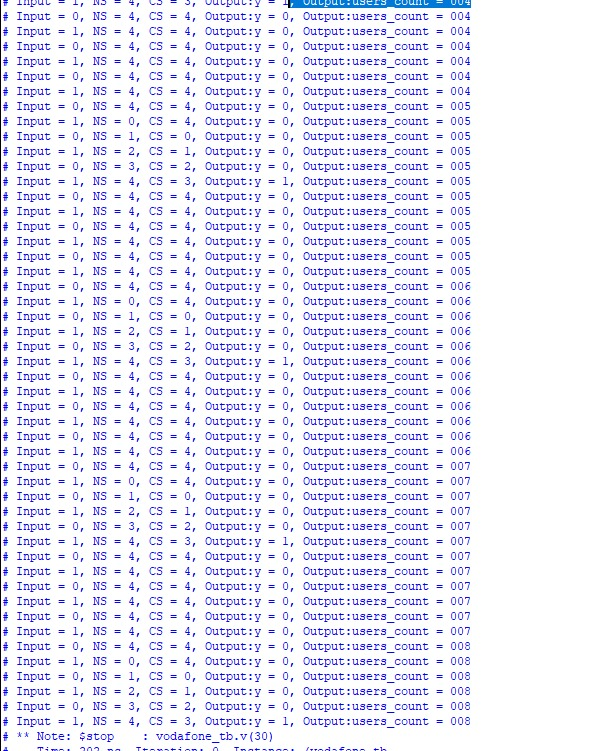 # Input = 1, NS = 4, CS = 3, Output:y = 1, Output:users_count = 004
# Input = 0, NS = 4, CS = 4, Output:y = 0, Output:users_count = 004
# Input = 1, NS = 4, CS = 4, Output:y = 0, Output:users_count = 004
# Input = 0, NS = 4, CS = 4, Output:y = 0, Output:users_count = 004
# Input = 1, NS = 4, CS = 4, Output:y = 0, Output:users_count = 004
# Input = 0, NS = 4, CS = 4, Output:y = 0, Output:users_count = 004
# Input = 1, NS = 4, CS = 4, Output:y = 0, Output:users_count = 004
# Input = 0, NS = 4, CS = 4, Output:y = 0, Output:users_count = 005
# Input = 1, NS = 0, CS = 4, Output:y = 0, Output:users_count = 005
# Input = 0, NS = 1, CS = 0, Output:y = 0, Output:users_count = 005
# Input = 1, NS = 2, CS = 1, Output:y = 0, Output:users_count = 005
# Input = 0, NS = 3, CS = 2, Output:y = 0, Output:users_count = 005
# Input = 1, NS = 4, CS = 3, Output:y = 1, Output:users_count = 005
# Input = 0, NS = 4, CS = 4, Output:y = 0, Output:users_count = 005
# Input = 1, NS = 4, CS = 4, Output:y = 0, Output:users_count = 005
# Input = 0, NS = 4, CS = 4, Output:y = 0, Output:users_count = 005
# Input = 1, NS = 4, CS = 4, Output:y = 0, Output:users_count = 005
# Input = 0, NS = 4, CS = 4, Output:y = 0, Output:users_count = 005
# Input = 1, NS = 4, CS = 4, Output:y = 0, Output:users_count = 005
# Input = 0, NS = 4, CS = 4, Output:y = 0, Output:users_count = 006
# Input = 1, NS = 0, CS = 4, Output:y = 0, Output:users_count = 006
# Input = 0, NS = 1, CS = 0, Output:y = 0, Output:users_count = 006
# Input = 1, NS = 2, CS = 1, Output:y = 0, Output:users_count = 006
# Input = 0, NS = 3, CS = 2, Output:y = 0, Output:users_count = 006
# Input = 1, NS = 4, CS = 3, Output:y = 1, Output:users_count = 006
# Input = 0, NS = 4, CS = 4, Output:y = 0, Output:users_count = 006
# Input = 1, NS = 4, CS = 4, Output:y = 0, Output:users_count = 006
# Input = 0, NS = 4, CS = 4, Output:y = 0, Output:users_count = 006
# Input = 1, NS = 4, CS = 4, Output:y = 0, Output:users_count = 006
# Input = 0, NS = 4, CS = 4, Output:y = 0, Output:users_count = 006
# Input = 1, NS = 4, CS = 4, Output:y = 0, Output:users_count = 006
# Input = 0, NS = 4, CS = 4, Output:y = 0, Output:users_count = 007
# Input = 1, NS = 0, CS = 4, Output:y = 0, Output:users_count = 007
# Input = 0, NS = 1, CS = 0, Output:y = 0, Output:users_count = 007
# Input = 1, NS = 2, CS = 1, Output:y = 0, Output:users_count = 007
# Input = 0, NS = 3, CS = 2, Output:y = 0, Output:users_count = 007
# Input = 1, NS = 4, CS = 3, Output:y = 1, Output:users_count = 007
# Input = 0, NS = 4, CS = 4, Output:y = 0, Output:users_count = 007
# Input = 1, NS = 4, CS = 4, Output:y = 0, Output:users_count = 007
# Input = 0, NS = 4, CS = 4, Output:y = 0, Output:users_count = 007
# Input = 1, NS = 4, CS = 4, Output:y = 0, Output:users_count = 007
# Input = 0, NS = 4, CS = 4, Output:y = 0, Output:users_count = 007
# Input = 1, NS = 4, CS = 4, Output:y = 0, Output:users_count = 007
# Input = 0, NS = 4, CS = 4, Output:y = 0, Output:users_count = 008
# Input = 1, NS = 0, CS = 4, Output:y = 0, Output:users_count = 008
# Input = 0, NS = 1, CS = 0, Output:y = 0, Output:users_count = 008
# Input = 1, NS = 2, CS = 1, Output:y = 0, Output:users_count = 008
# Input = 0, NS = 3, CS = 2, Output:y = 0, Output:users_count = 008
# Input = 1, NS = 4, CS = 3, Output:y = 1, Output:users_count = 008
# ** Note: $stop    : vodafone_tb.v(30)
#    Time: 202 ns  Iteration: 0  Instance: /vodafone_tb